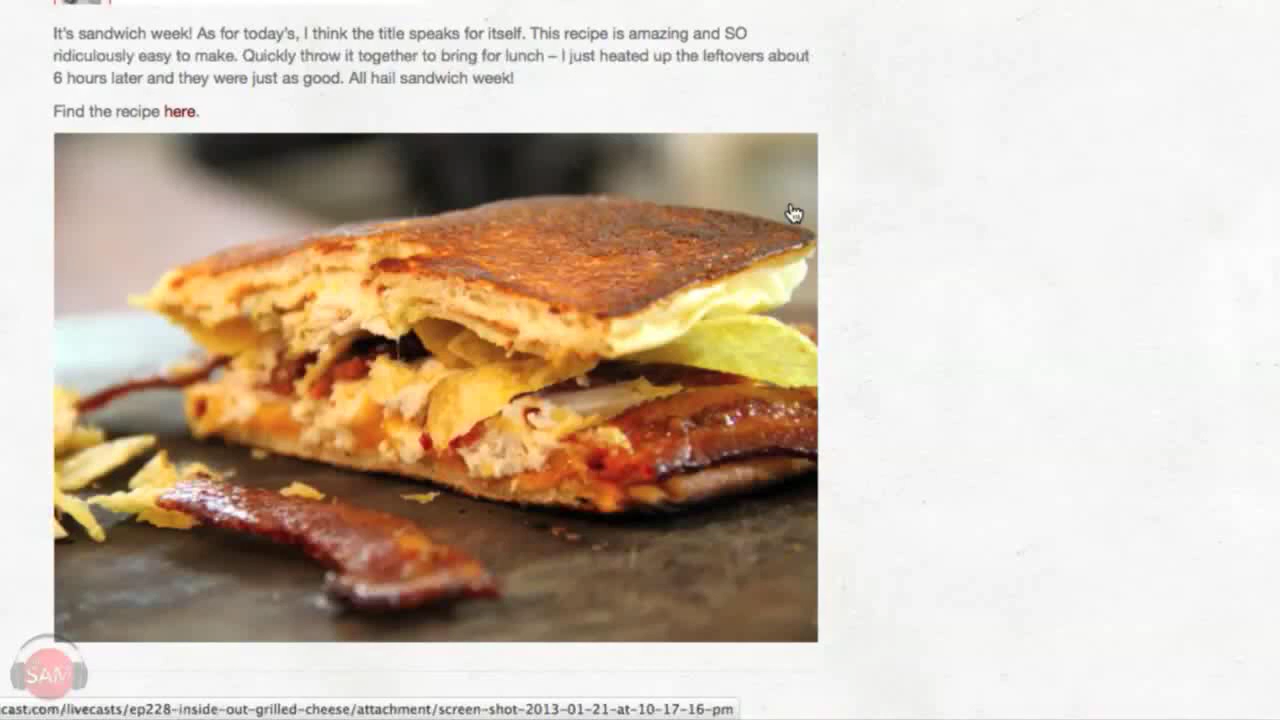 It's sandwich week! As for today's, I think the title speaks for itself. This recipe is amazing and SO
ridiculously easy to make. Quickly throw it together to bring for lunch – I just heated up the leftovers about
6 hours later and they were just as good. All hail sandwich week!
Find the recipe here.
SAM
cast.com/livecasts/ep228-inside-out-grilled-cheese/attachment/screen-shot-2013-01-21-at-10-17-16-pm